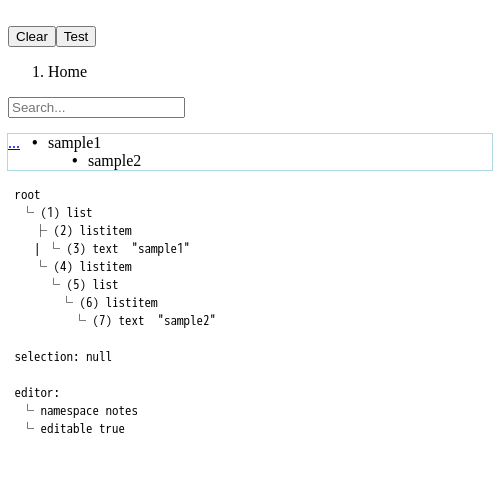 Clear Test
1. Home
Search...
... • sample1
• sample2
root
└ (1) list
├ (2) listitem
| └ (3) text "sample1"
└ (4) listitem
└ (5) list
└ (6) listitem
└ (7) text "sample2"
selection: null
editor:
└ namespace notes
└ editable true